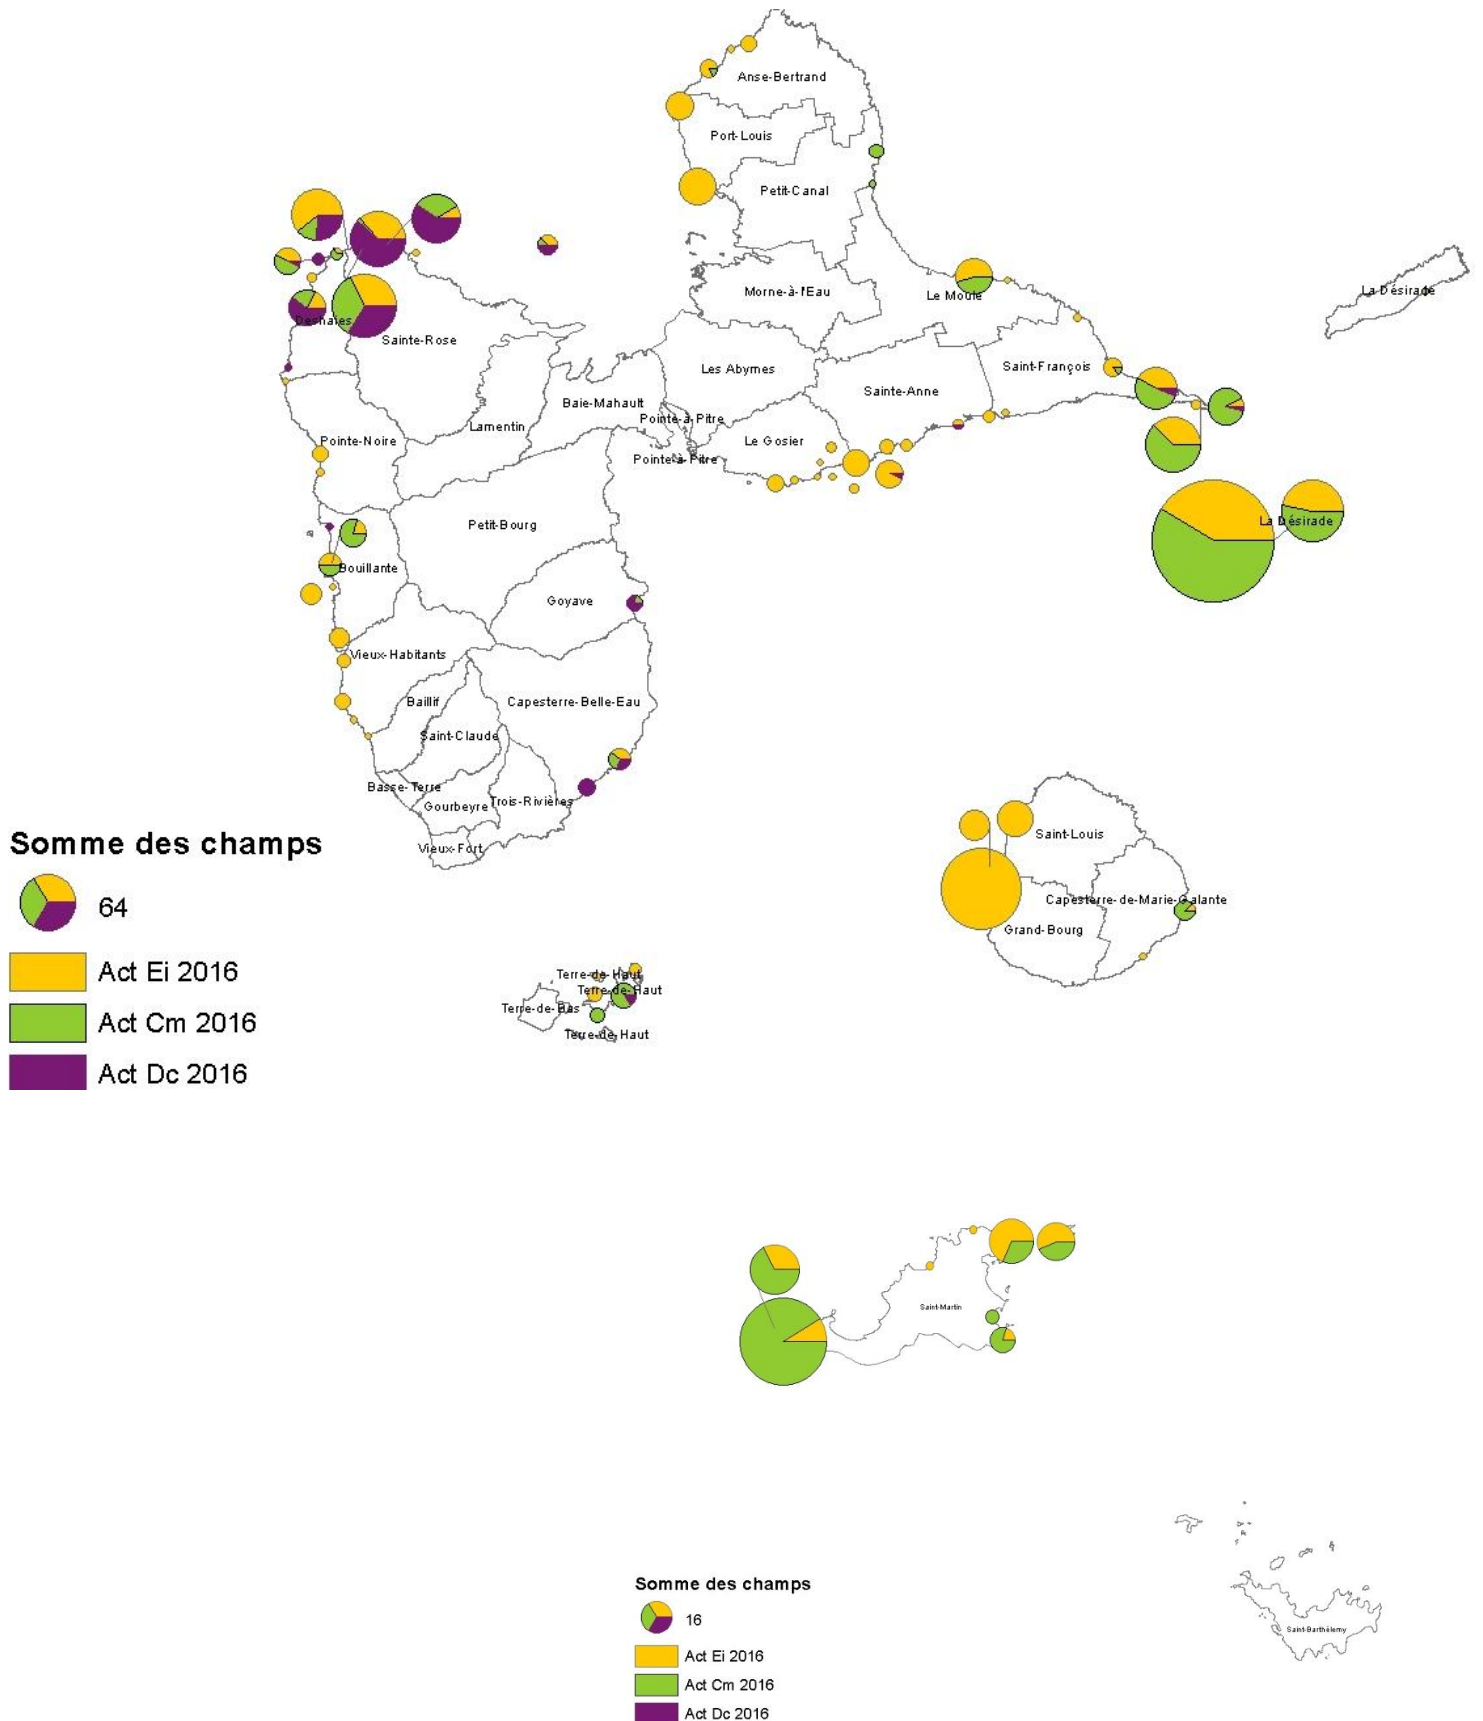 Anse-Bertrand
Port-Louis
Petit-Canal
Morne-à-l'Eau
Le Moule
La Désirade
Deshaies
Sainte-Rose
Les Abymes
Saint-François
Sainte-Anne
Baie-Mahault
Pointe-à-Pitre
Lamentin
Pointe-Noire
Le Gosier
Pointe-à-Pitre
Petit-Bourg
La Désirade
Bouillante
Goyave
Vieux-Habitants
Baillif
Capesterre-Belle-Eau
Saint-Claude
Basse-Terre
Gourbeyre
Trois-Rivières
Vieux-Fort
Saint-Louis
Capesterre-de-Marie-Galante
Grand-Bourg
Somme des champs
64
Act Ei 2016
Act Cm 2016
Act Dc 2016
Terre-de-Haut
Terre-de-Haut
Terre-de-Bas
Terre-de-Haut
Saint-Martin
Saint-Barthélemy
Somme des champs
16
Act Ei 2016
Act Cm 2016
Act Dc 2016